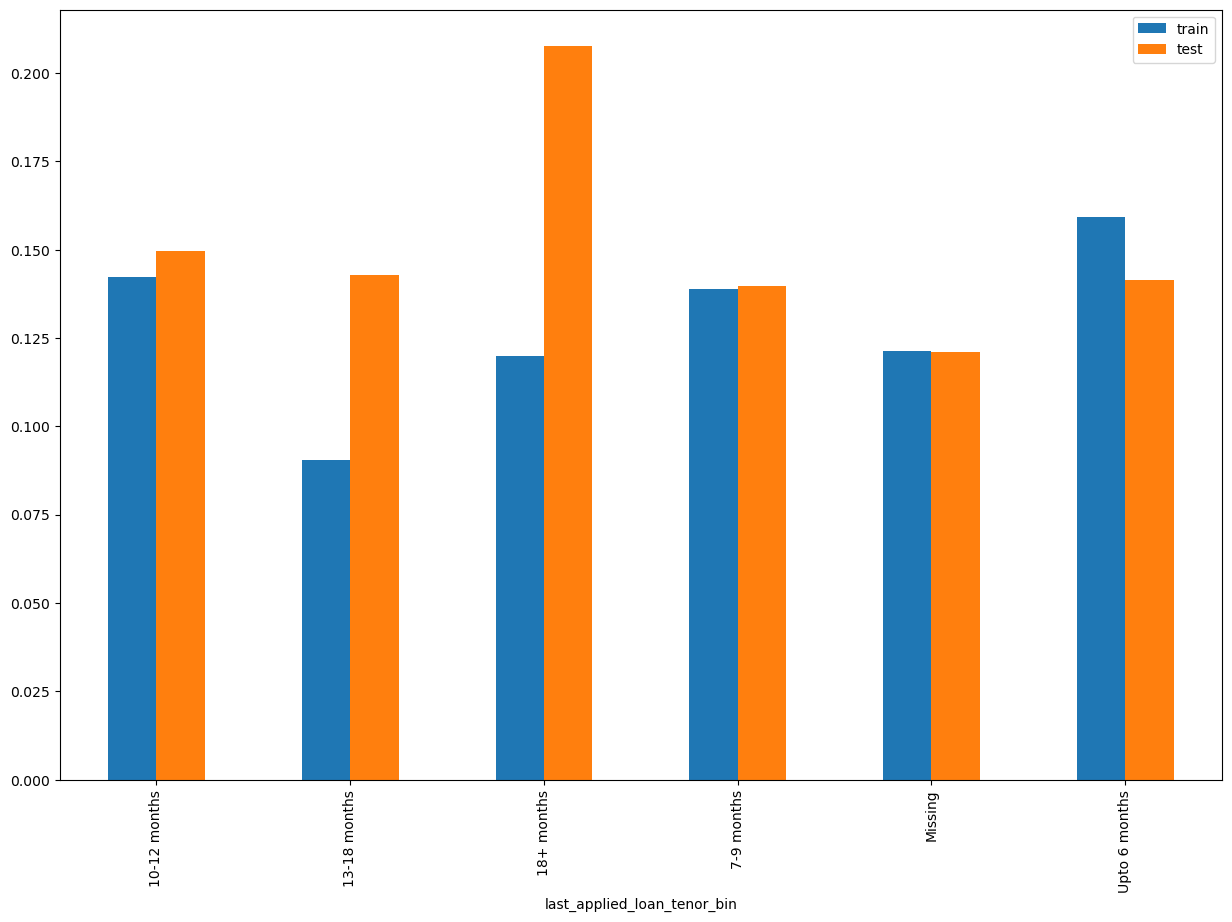 train
test
0.200
0.175
0.150
0.125
0.100
0.075
0.050
0.025
0.000
10-12 months
13-18 months
18+ months
7-9 months
Missing
Upto 6 months
last_applied_loan_tenor_bin